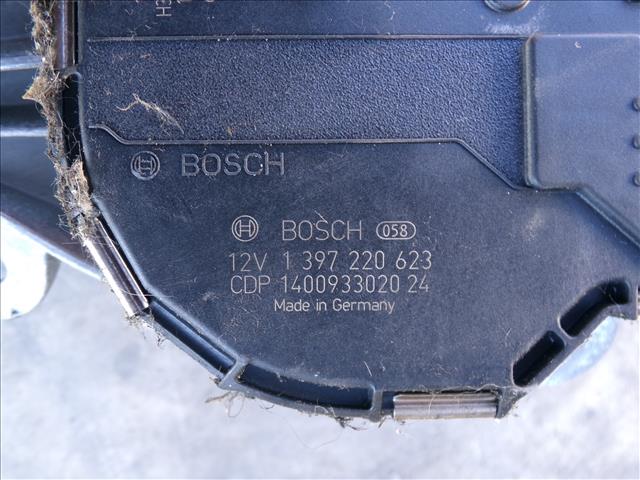 BOSCH
BOSCH 058
12V 1 397 220 623
CDP 1400933020 24
Made in Germany